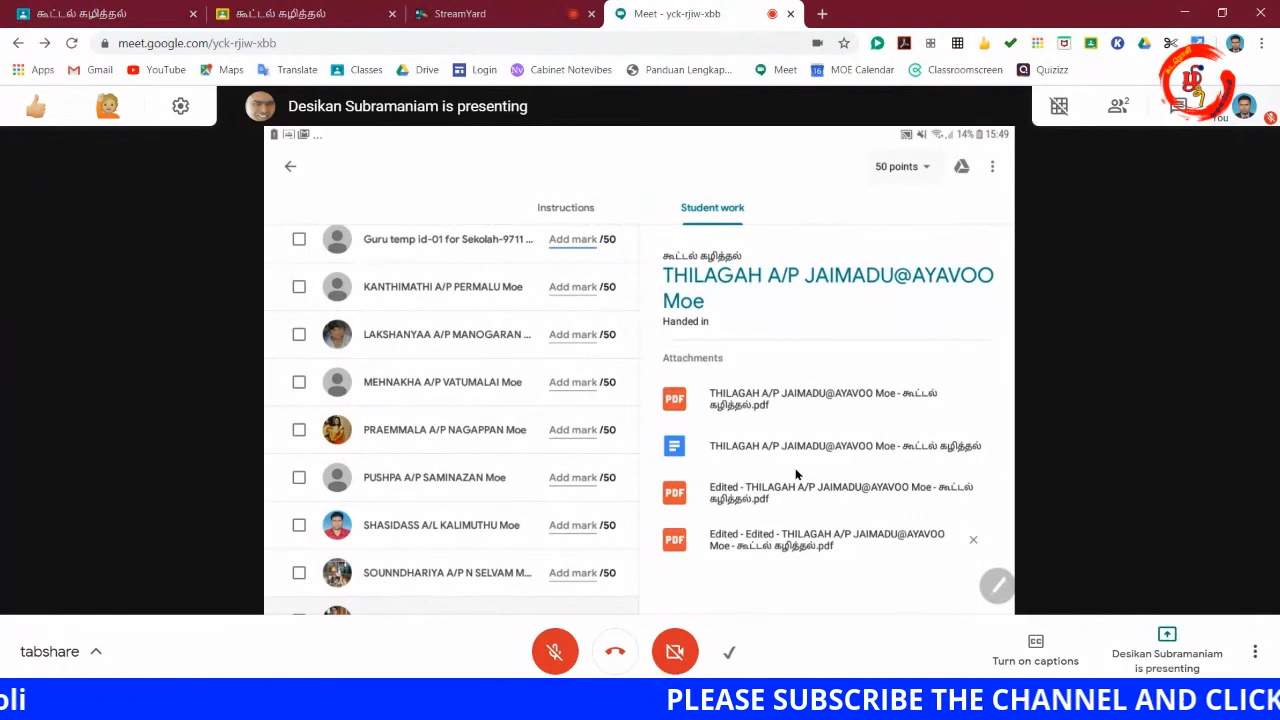 கூட்டல் கழித்தல்
கூட்டல் கழித்தல்
StreamYard
Meet - yck-rjiw-xbb
meet.google.com/yck-rjiw-xbb
Apps Gmail YouTube Maps Translate Classes Drive Login Cabinet Notevibes Panduan Lengkap... Meet MOE Calendar Classroomscreen Quizizz
Desikan Subramaniam is presenting
2
You
14% 15:49
50 points
Instructions
Student work
Guru temp id-01 for Sekolah-9711 ... Add mark /50
KANTHIMATHI A/P PERMALU Moe Add mark /50
LAKSHANYAA A/P MANOGARAN ... Add mark /50
MEHNAKHA A/P VATUMALAI Moe Add mark /50
PRAEMMALA A/P NAGAPPAN Moe Add mark /50
PUSHPA A/P SAMINAZAN Moe Add mark /50
SHASIDASS A/L KALIMUTHU Moe Add mark /50
SOUNNDHARIYA A/P N SELVAM M... Add mark /50
கூட்டல் கழித்தல்
THILAGAH A/P JAIMADU@AYAVOO
Moe
Handed in
Attachments
PDF
THILAGAH A/P JAIMADU@AYAVOO Moe - கூட்டல்
கழித்தல்.pdf
THILAGAH A/P JAIMADU@AYAVOO Moe - கூட்டல் கழித்தல்
PDF
Edited - THILAGAH A/P JAIMADU@AYAVOO Moe - கூட்டல்
கழித்தல்.pdf
PDF
Edited - Edited - THILAGAH A/P JAIMADU@AYAVOO
Moe - கூட்டல் கழித்தல்.pdf
tabshare
Turn on captions
Desikan Subramaniam
is presenting
oli PLEASE SUBSCRIBE THE CHANNEL AND CLICK